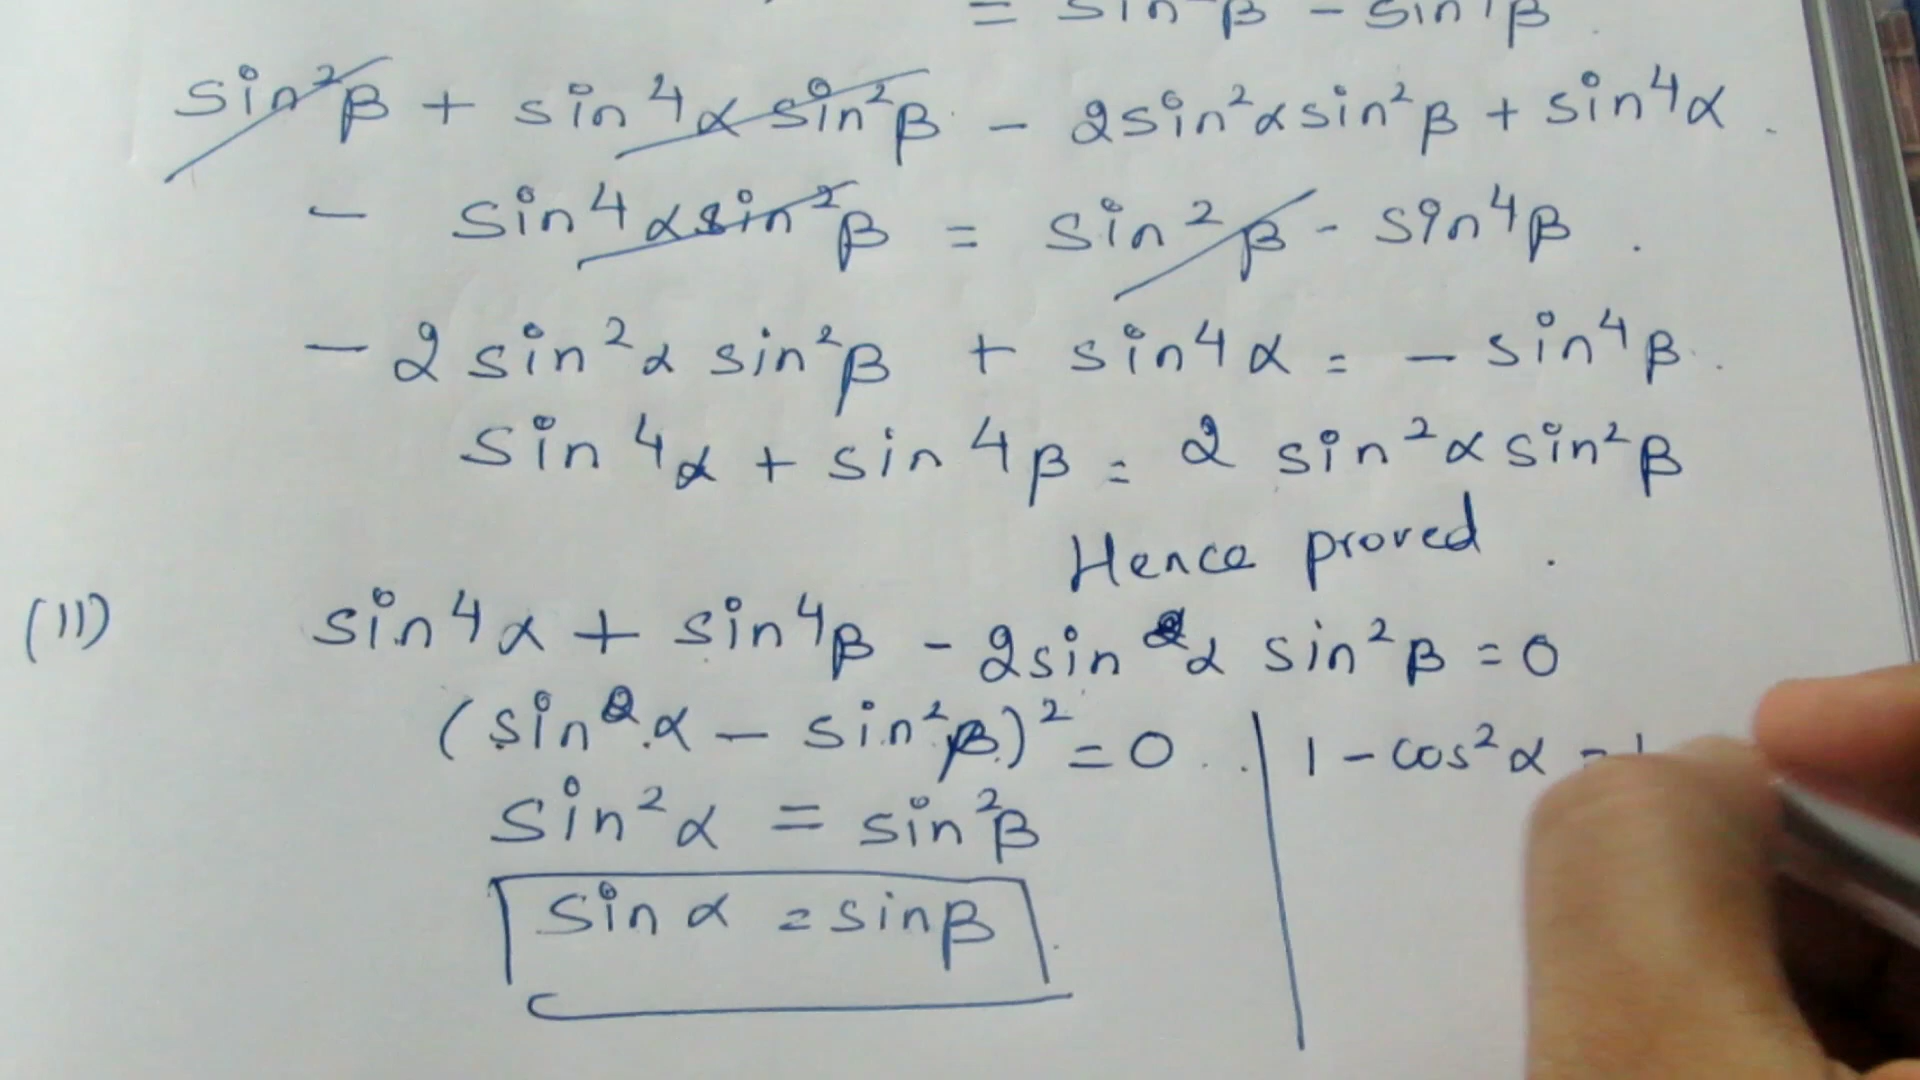 = sin²β - sin⁴β
sin²β + sin⁴α sin²β - 2sin²α sin²β + sin⁴α
- sin⁴α sin²β = sin²β - sin⁴β
- 2 sin²α sin²β + sin⁴α = - sin⁴β
sin⁴α + sin⁴β = 2 sin²α sin²β
Hence proved.
(II) sin⁴α + sin⁴β - 2sin²α sin²β = 0
(sin²α - sin²β)² = 0
sin²α = sin²β
sin α = sin β
1 - cos²α =